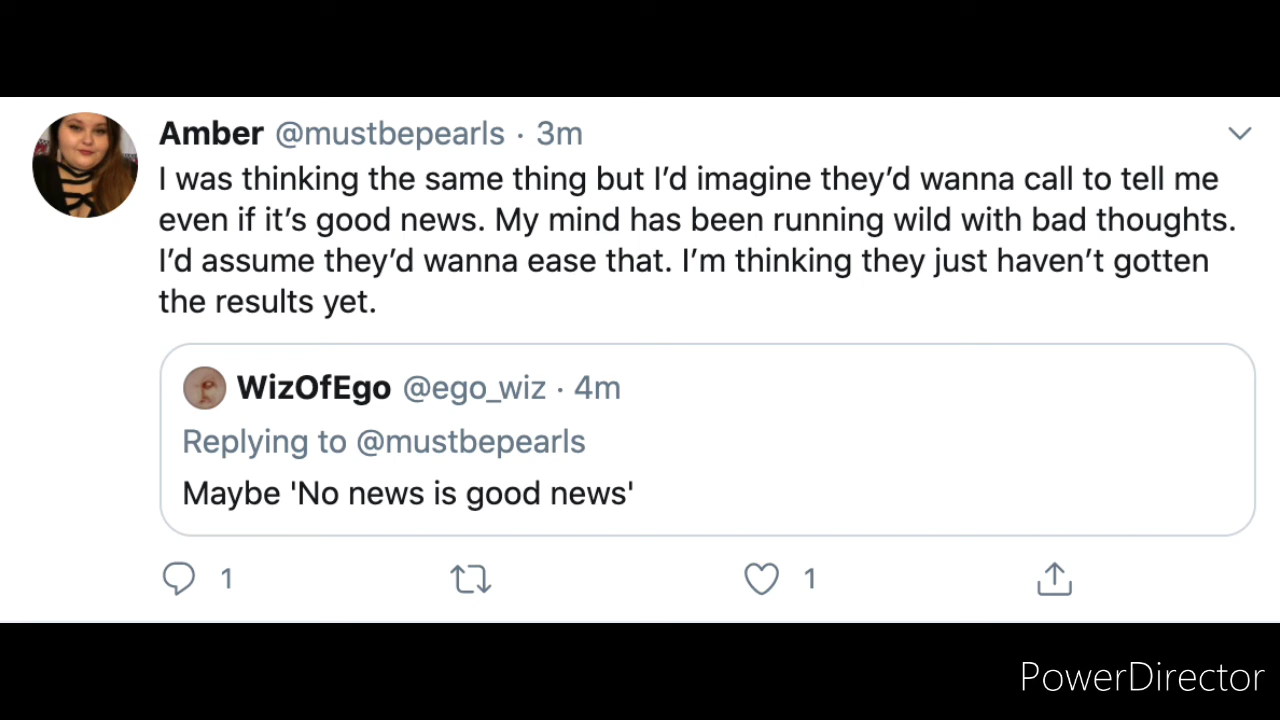 Amber @mustbepearls · 3m
I was thinking the same thing but I’d imagine they’d wanna call to tell me
even if it’s good news. My mind has been running wild with bad thoughts.
I’d assume they’d wanna ease that. I’m thinking they just haven’t gotten
the results yet.
WizOfEgo @ego_wiz · 4m
Replying to @mustbepearls
Maybe 'No news is good news'
1 1
PowerDirector